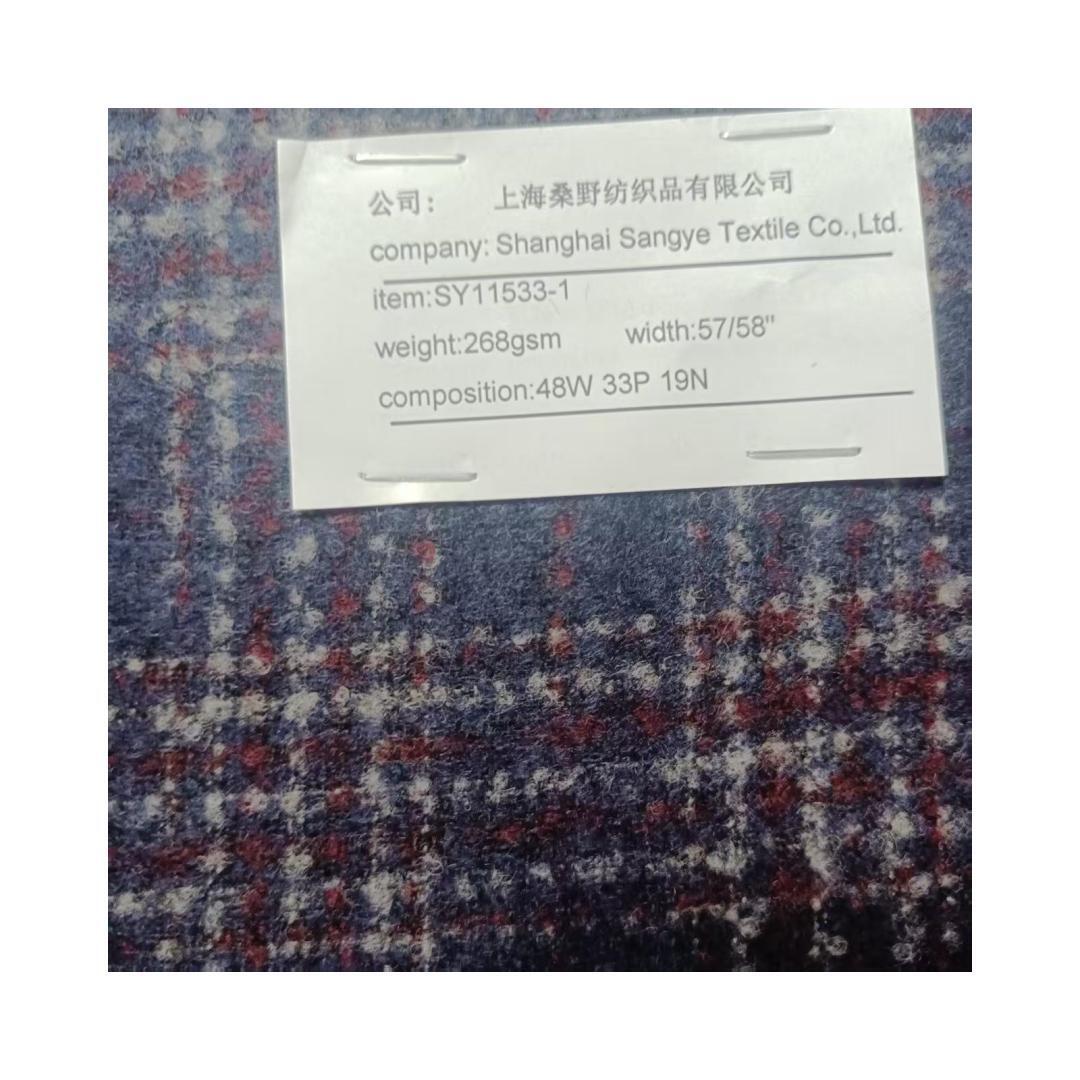 公司： 上海桑野纺织品有限公司
company: Shanghai Sangye Textile Co.,Ltd.
item:SY11533-1
weight:268gsm width:57/58"
composition:48W 33P 19N